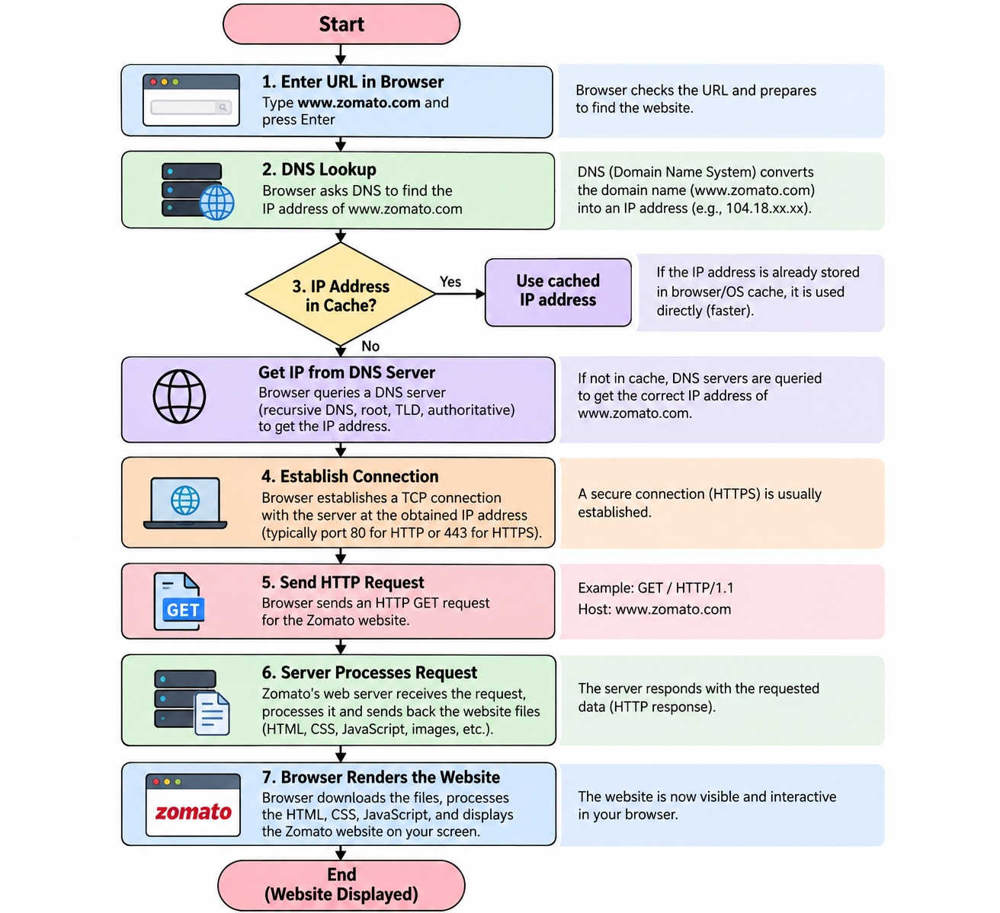 Start
1. Enter URL in Browser
Type www.zomato.com and
press Enter
Browser checks the URL and prepares
to find the website.
2. DNS Lookup
Browser asks DNS to find the
IP address of www.zomato.com
DNS (Domain Name System) converts
the domain name (www.zomato.com)
into an IP address (e.g., 104.18.xx.xx).
3. IP Address
in Cache?
Yes
Use cached
IP address
If the IP address is already stored
in browser/OS cache, it is used
directly (faster).
No
Get IP from DNS Server
Browser queries a DNS server
(recursive DNS, root, TLD, authoritative)
to get the IP address.
If not in cache, DNS servers are queried
to get the correct IP address of
www.zomato.com.
4. Establish Connection
Browser establishes a TCP connection
with the server at the obtained IP address
(typically port 80 for HTTP or 443 for HTTPS).
A secure connection (HTTPS) is usually
established.
GET
5. Send HTTP Request
Browser sends an HTTP GET request
for the Zomato website.
Example: GET / HTTP/1.1
Host: www.zomato.com
6. Server Processes Request
Zomato's web server receives the request,
processes it and sends back the website files
(HTML, CSS, JavaScript, images, etc.).
The server responds with the requested
data (HTTP response).
zomato
7. Browser Renders the Website
Browser downloads the files, processes
the HTML, CSS, JavaScript, and displays
the Zomato website on your screen.
The website is now visible and interactive
in your browser.
End
(Website Displayed)